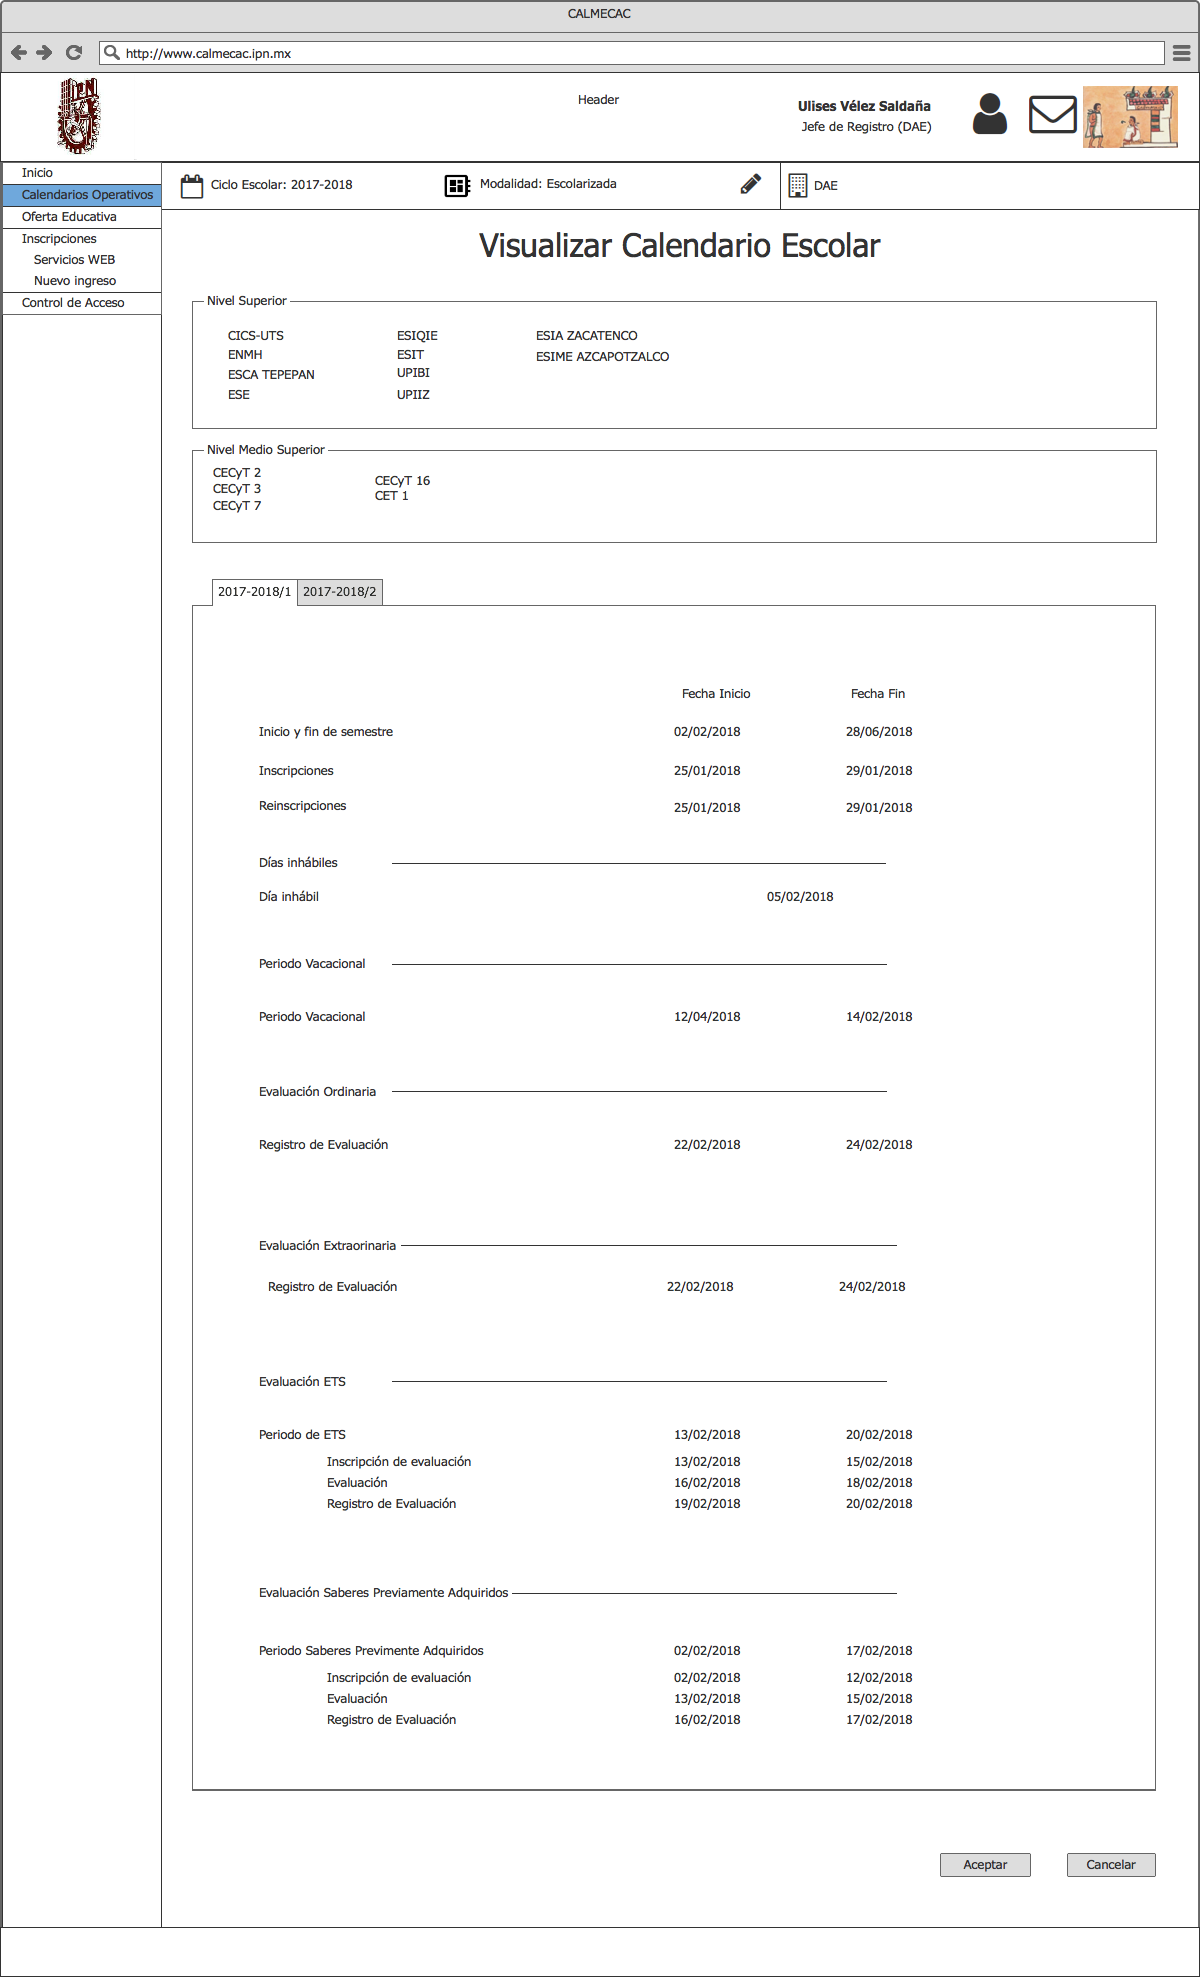 CALMECAC
http://www.calmecac.ipn.mx
IPN
Header
Ulises Vélez Saldaña
Jefe de Registro (DAE)
Inicio
Calendarios Operativos
Oferta Educativa
Inscripciones
Servicios WEB
Nuevo ingreso
Control de Acceso
Ciclo Escolar: 2017-2018 Modalidad: Escolarizada DAE
Visualizar Calendario Escolar
Nivel Superior
CICS-UTS ESIQIE ESIA ZACATENCO
ENMH ESIT ESIME AZCAPOTZALCO
ESCA TEPEPAN UPIBI
ESE UPIIZ
Nivel Medio Superior
CECyT 2
CECyT 3
CECyT 7
CECyT 16
CET 1
2017-2018/1 2017-2018/2
Fecha Inicio Fecha Fin
Inicio y fin de semestre 02/02/2018 28/06/2018
Inscripciones 25/01/2018 29/01/2018
Reinscripciones 25/01/2018 29/01/2018
Días inhábiles
Día inhábil 05/02/2018
Periodo Vacacional
Periodo Vacacional 12/04/2018 14/02/2018
Evaluación Ordinaria
Registro de Evaluación 22/02/2018 24/02/2018
Evaluación Extraorinaria
Registro de Evaluación 22/02/2018 24/02/2018
Evaluación ETS
Periodo de ETS 13/02/2018 20/02/2018
Inscripción de evaluación 13/02/2018 15/02/2018
Evaluación 16/02/2018 18/02/2018
Registro de Evaluación 19/02/2018 20/02/2018
Evaluación Saberes Previamente Adquiridos
Periodo Saberes Previmente Adquiridos 02/02/2018 17/02/2018
Inscripción de evaluación 02/02/2018 12/02/2018
Evaluación 13/02/2018 15/02/2018
Registro de Evaluación 16/02/2018 17/02/2018
Aceptar Cancelar